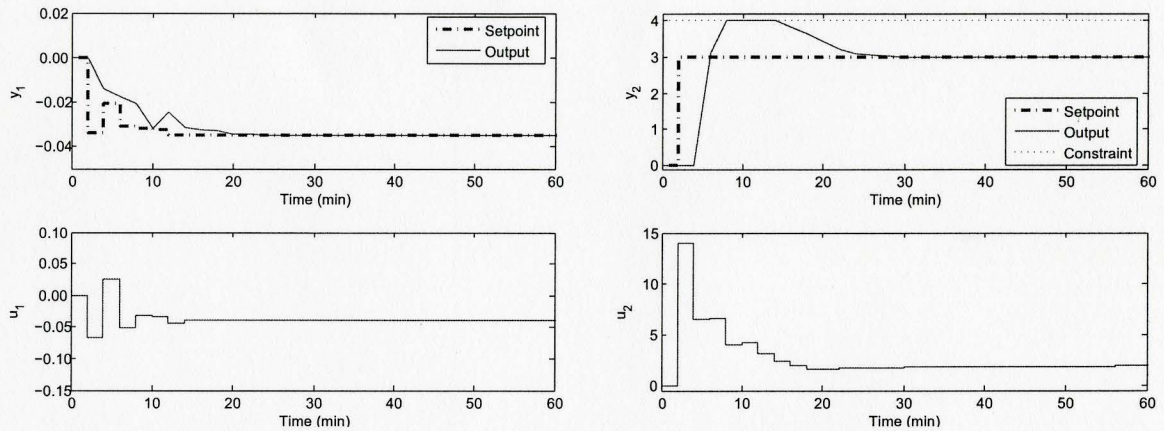 0.02
0.00
−0.02
−0.04
y1
Setpoint
Output
0 10 20 30 40 50 60
Time (min)
4
3
2
1
0
y2
Setpoint
Output
Constraint
0 10 20 30 40 50 60
Time (min)
0.10
0.05
0.00
−0.05
−0.10
−0.15
u1
0 10 20 30 40 50 60
Time (min)
15
10
5
0
u2
0 10 20 30 40 50 60
Time (min)